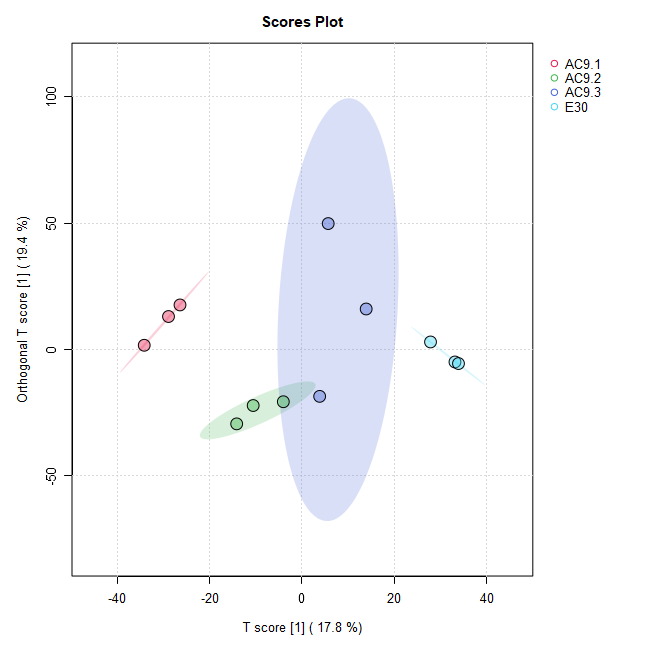 Scores Plot
AC9.1
AC9.2
AC9.3
E30
100
50
0
-50
Orthogonal T score [1] ( 19.4 %)
-40 -20 0 20 40
T score [1] ( 17.8 %)